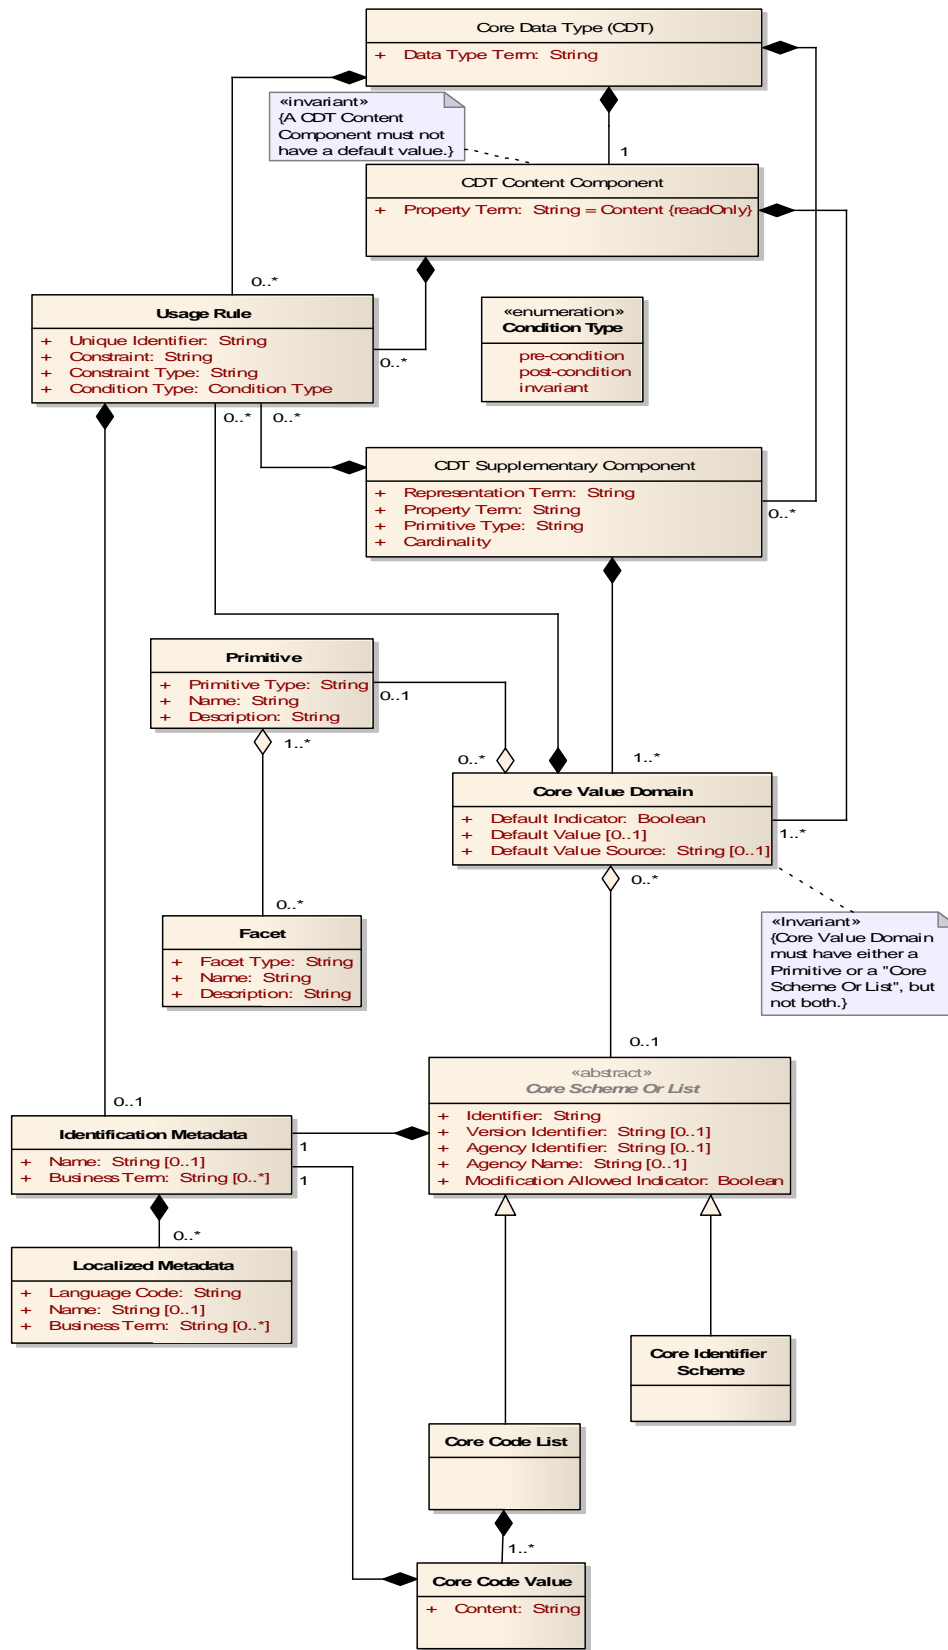 Core Data Type (CDT)
+ Data Type Term: String
«invariant»
{A CDT Content
Component must not
have a default value.}
1
CDT Content Component
+ Property Term: String = Content {readOnly}
0..*
Usage Rule
+ Unique Identifier: String
+ Constraint: String
+ Constraint Type: String
+ Condition Type: Condition Type
0..*
«enumeration»
Condition Type
pre-condition
post-condition
invariant
0..*
0..*
CDT Supplementary Component
+ Representation Term: String
+ Property Term: String
+ Primitive Type: String
+ Cardinality
0..*
Primitive
+ Primitive Type: String
+ Name: String
+ Description: String
0..1
1..*
0..*
1..*
Core Value Domain
+ Default Indicator: Boolean
+ Default Value [0..1]
+ Default Value Source: String [0..1]
1..*
0..*
0..*
Facet
+ Facet Type: String
+ Name: String
+ Description: String
«Invariant»
{Core Value Domain
must have either a
Primitive or a "Core
Scheme Or List", but
not both.}
0..1
«abstract»
Core Scheme Or List
+ Identifier: String
+ Version Identifier: String [0..1]
+ Agency Identifier: String [0..1]
+ Agency Name: String [0..1]
+ Modification Allowed Indicator: Boolean
0..1
Identification Metadata
+ Name: String [0..1]
+ Business Term: String [0..*]
1
1
0..*
Localized Metadata
+ Language Code: String
+ Name: String [0..1]
+ Business Term: String [0..*]
Core Identifier
Scheme
Core Code List
1..*
Core Code Value
+ Content: String